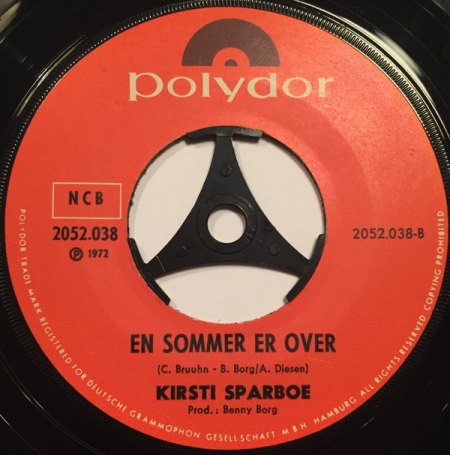 polydor
NCB
2052.038
2052.038-B
℗ 1972
EN SOMMER ER OVER
(C. Bruuhn - B. Borg/A. Diesen)
KIRSTI SPARBOE
Prod.: Benny Borg
POLYDOR TRADE MARK REGISTERED FOR DEUTSCHE GRAMMOPHON GESELLSCHAFT M B H HAMBURG ALL RIGHTS RESERVED COPYING PROHIBITED